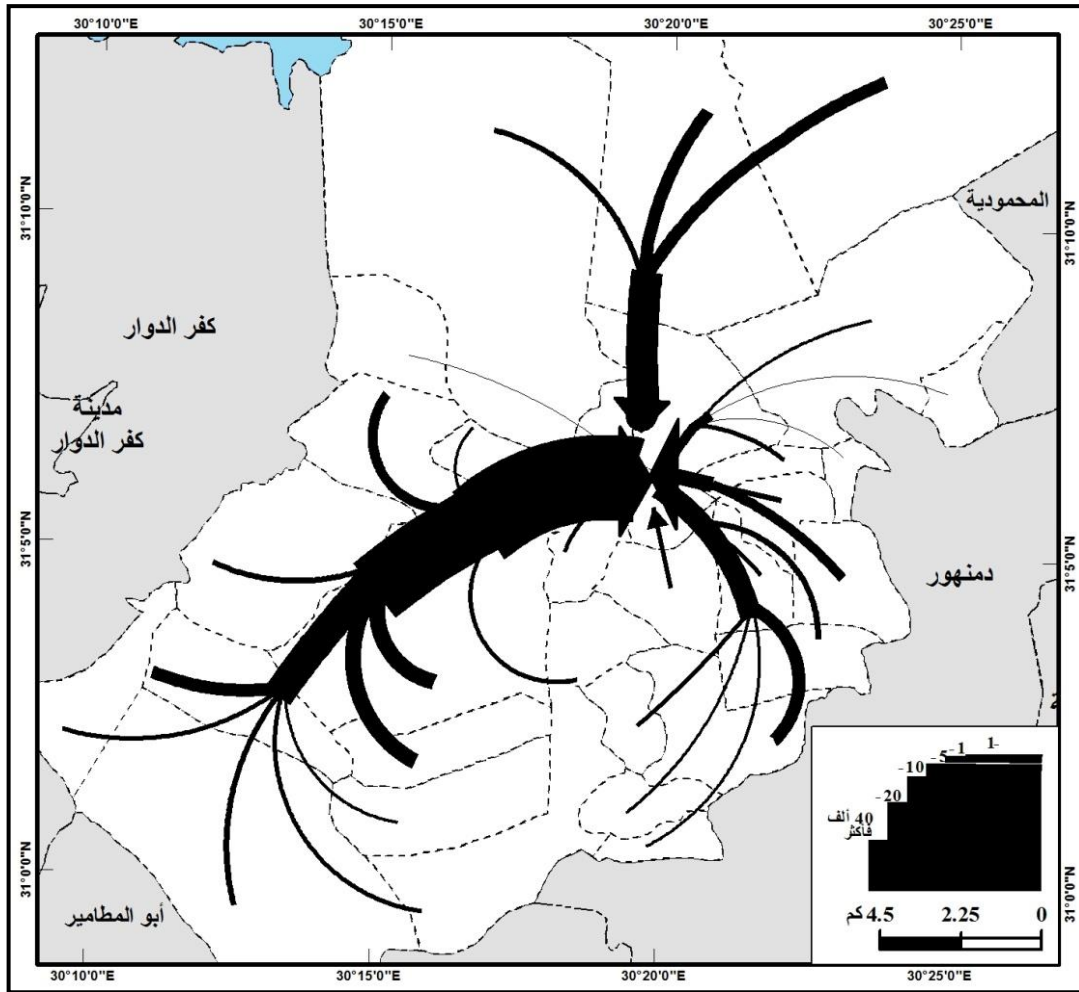 30°10'0"E
30°15'0"E
30°20'0"E
30°25'0"E
31°10'0"N
31°10'0"N
المحمودية
كفر الدوار
مدينة
كفر الدوار
31°5'0"N
31°5'0"N
دمنهور
1-
1-
5-
10-
20-
40 ألف
فأكثر
31°0'0"N
31°0'0"N
أبو المطامير
4.5 كم
2.25
0
30°10'0"E
30°15'0"E
30°20'0"E
30°25'0"E